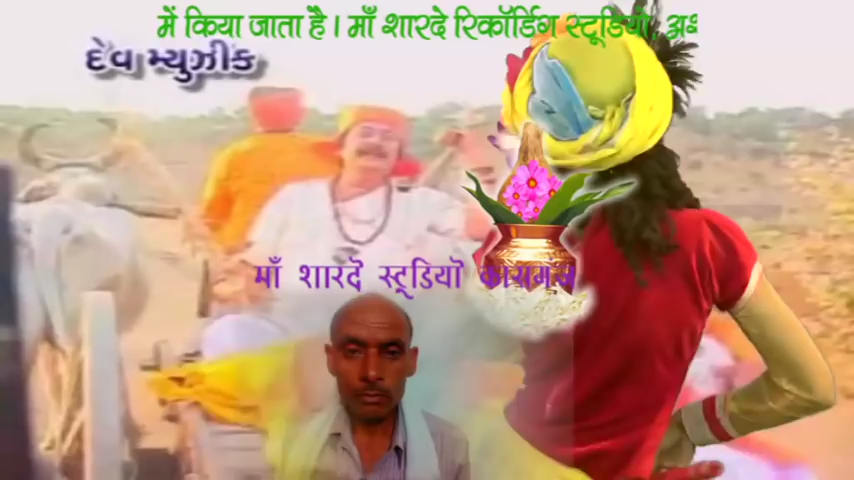 में किया जाता है । माँ शारदे रिकॉर्डिंग स्टूडियो,
દેવ મ્યુઝીક
माँ शारदे स्टूडियो